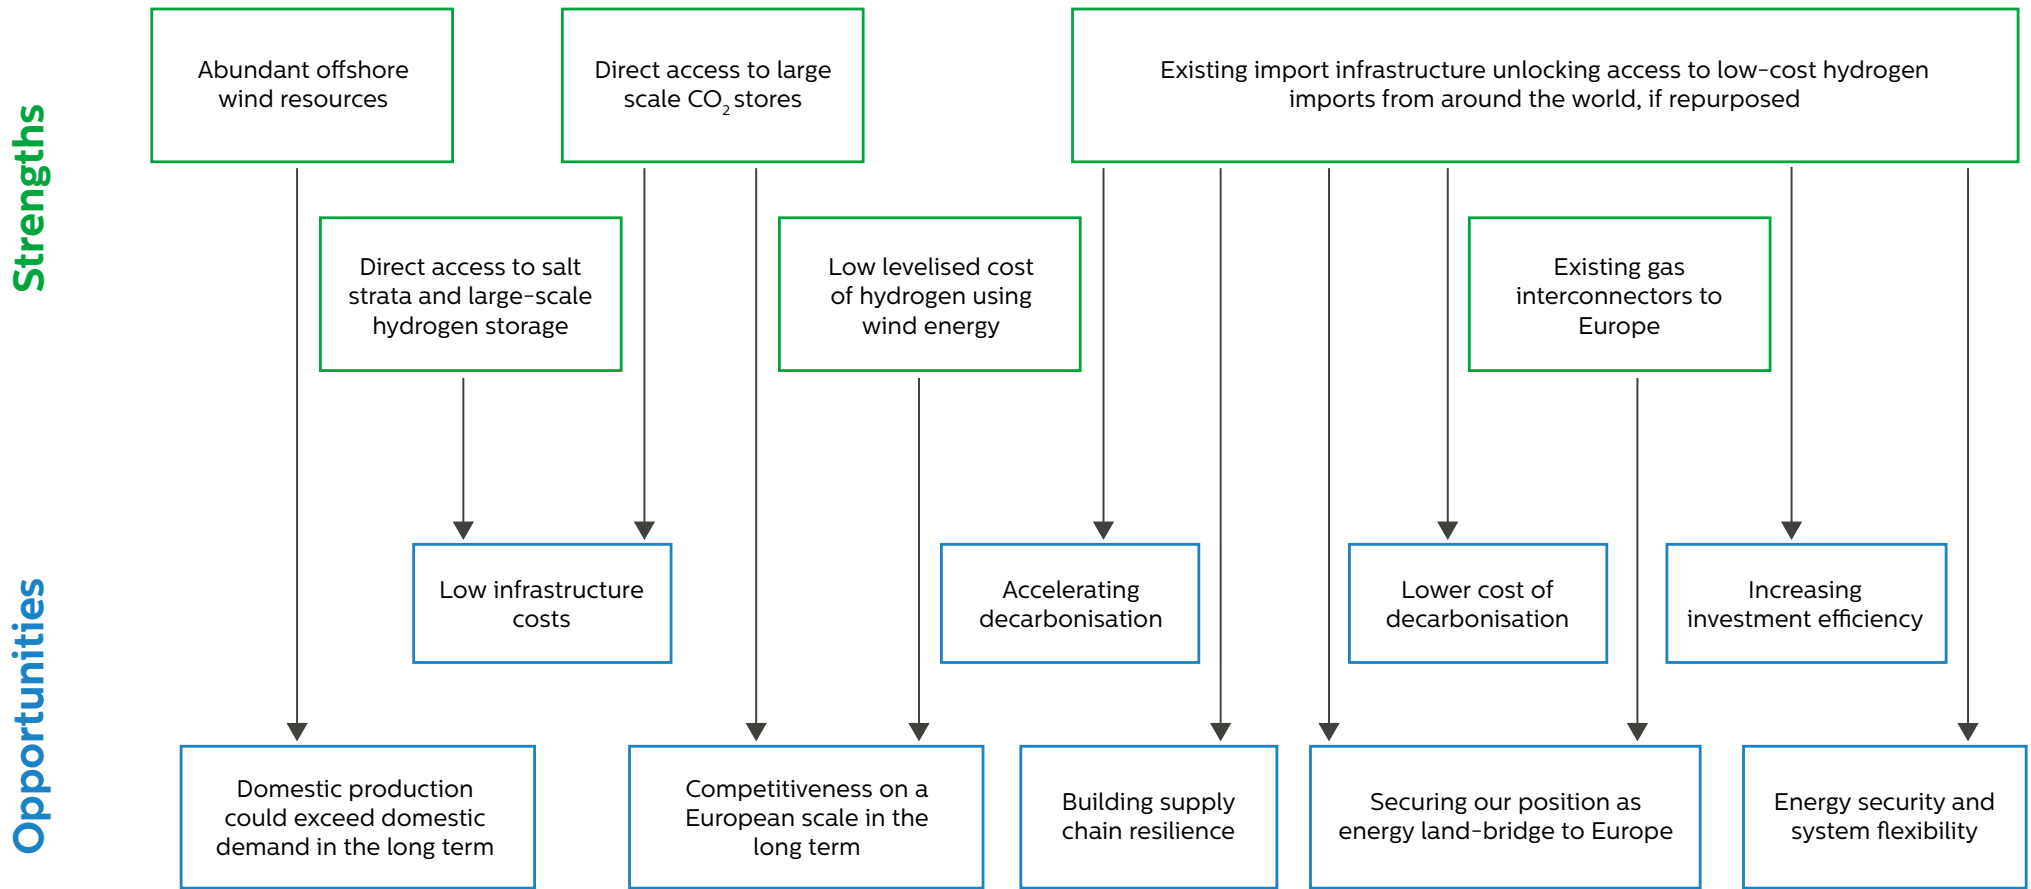 Strengths
Abundant offshore
wind resources
Direct access to large
scale CO₂ stores
Existing import infrastructure unlocking access to low-cost hydrogen
imports from around the world, if repurposed
Direct access to salt
strata and large-scale
hydrogen storage
Low levelised cost
of hydrogen using
wind energy
Existing gas
interconnectors to
Europe
Opportunities
Low infrastructure
costs
Accelerating
decarbonisation
Lower cost of
decarbonisation
Increasing
investment efficiency
Domestic production
could exceed domestic
demand in the long term
Competitiveness on a
European scale in the
long term
Building supply
chain resilience
Securing our position as
energy land-bridge to Europe
Energy security and
system flexibility